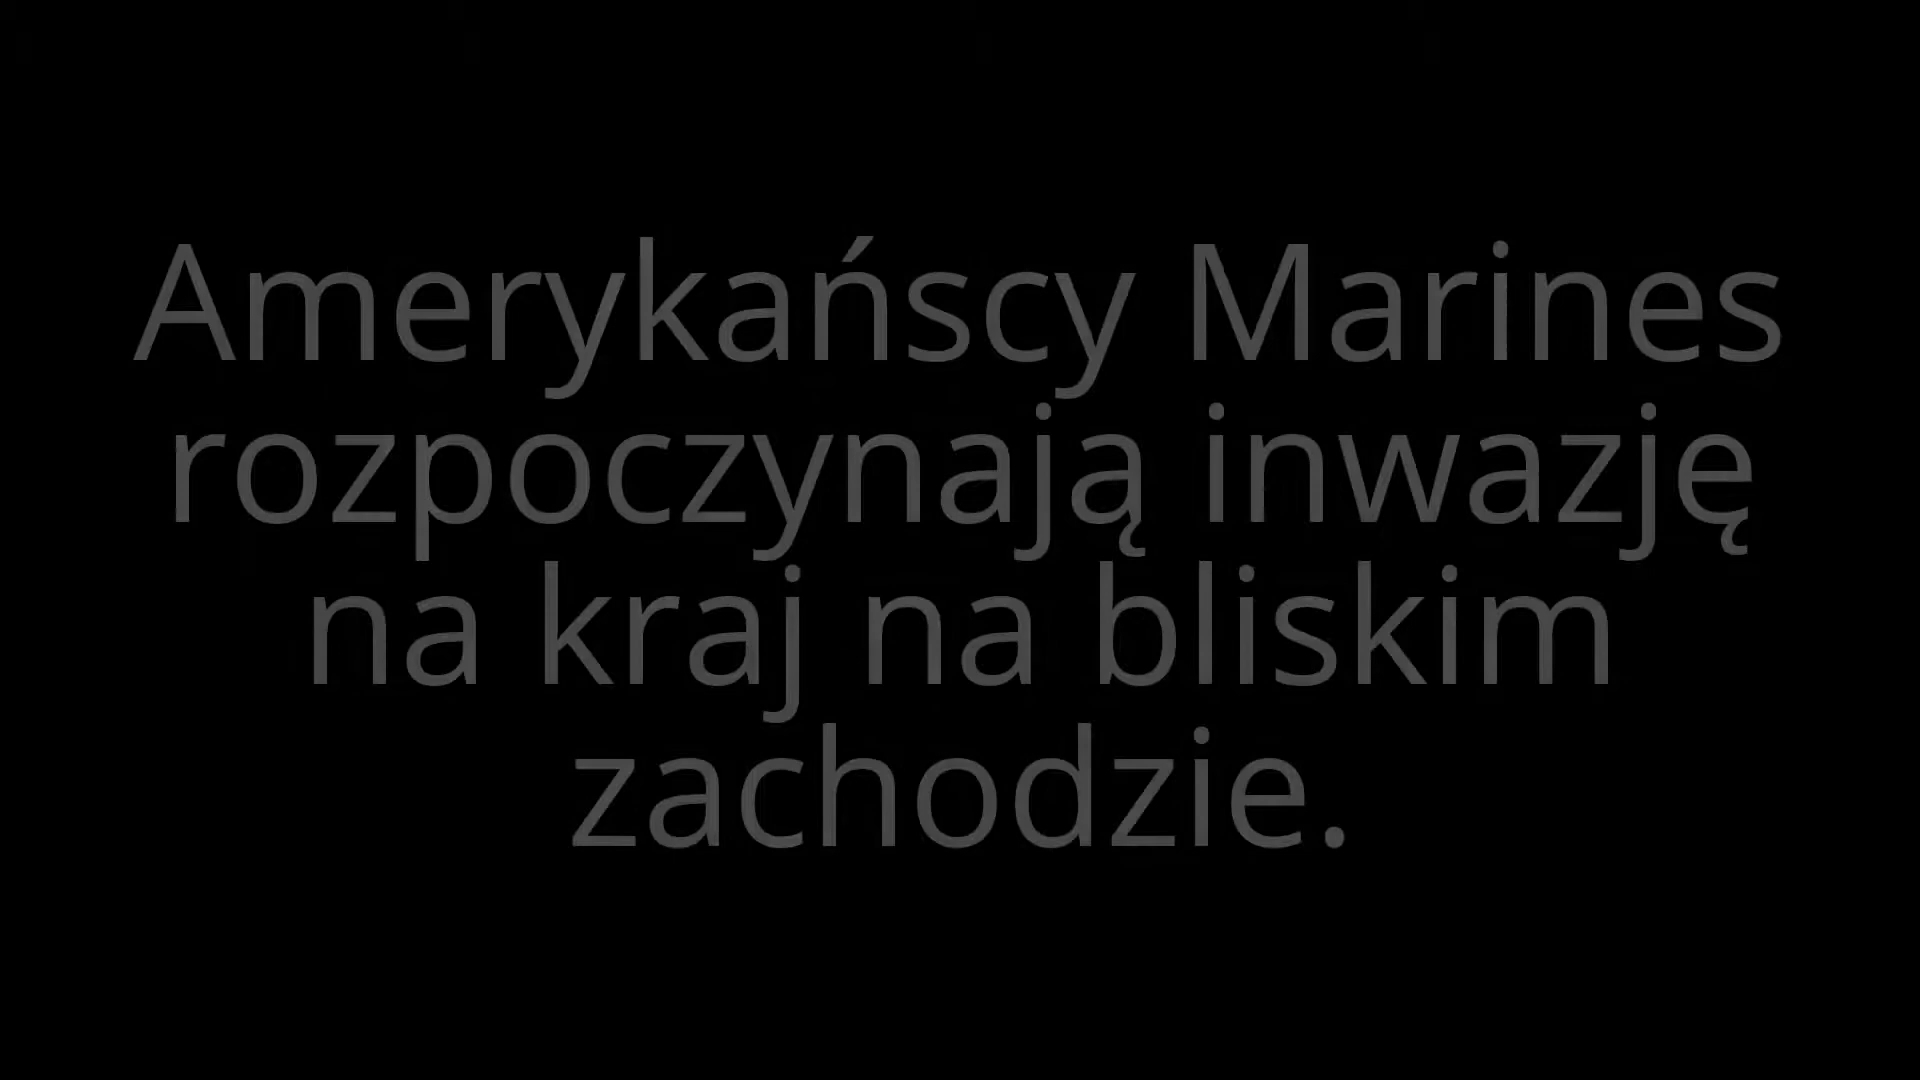 Amerykańscy Marines
rozpoczynają inwazję
na kraj na bliskim
zachodzie.